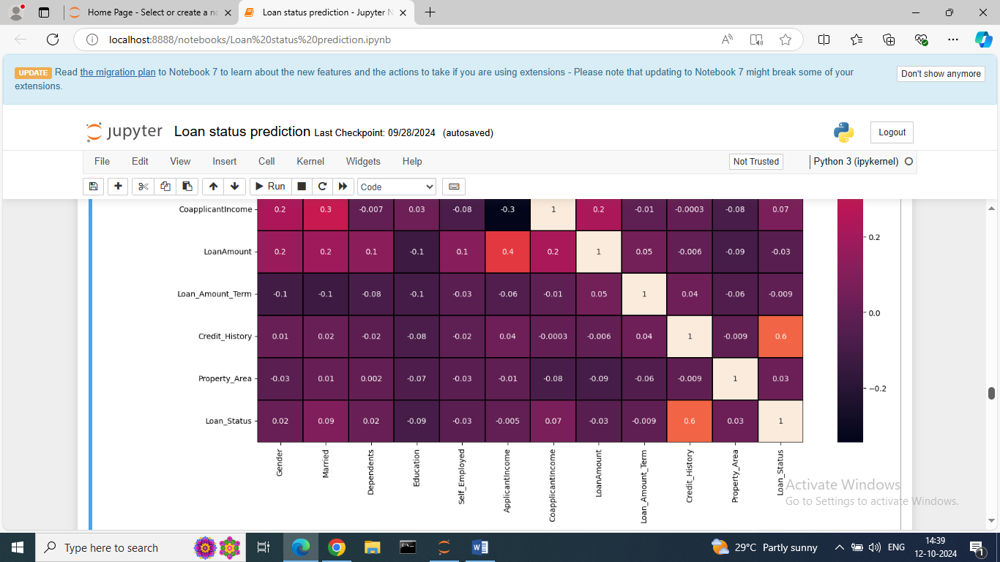 Home Page - Select or create a no
Loan status prediction - Jupyter N
localhost:8888/notebooks/Loan%20status%20prediction.ipynb
UPDATE Read the migration plan to Notebook 7 to learn about the new features and the actions to take if you are using extensions - Please note that updating to Notebook 7 might break some of your
extensions.
Don't show anymore
jupyter Loan status prediction Last Checkpoint: 09/28/2024 (autosaved)
Logout
File Edit View Insert Cell Kernel Widgets Help
Not Trusted
Python 3 (ipykernel)
Run
Code
CoapplicantIncome 0.2 0.3 -0.007 0.03 -0.08 -0.3 1 0.2 -0.01 -0.0003 -0.08 0.07
LoanAmount 0.2 0.2 0.1 -0.1 0.1 0.4 0.2 1 0.05 -0.006 -0.09 -0.03
Loan_Amount_Term -0.1 -0.1 -0.08 -0.1 -0.03 -0.06 -0.01 0.05 1 0.04 -0.06 -0.009
Credit_History 0.01 0.02 -0.02 -0.08 -0.02 0.04 -0.0003 -0.006 0.04 1 -0.009 0.6
Property_Area -0.03 0.01 0.002 -0.07 -0.03 -0.01 -0.08 -0.09 -0.06 -0.009 1 0.03
Loan_Status 0.02 0.09 0.02 -0.09 -0.03 -0.005 0.07 -0.03 -0.009 0.6 0.03 1
0.2
0.0
-0.2
Gender
Married
Dependents
Education
Self_Employed
ApplicantIncome
CoapplicantIncome
LoanAmount
Loan_Amount_Term
Credit_History
Property_Area
Loan_Status
Activate Windows
Go to Settings to activate Windows.
Type here to search
29°C Partly sunny
ENG
14:39
12-10-2024
1